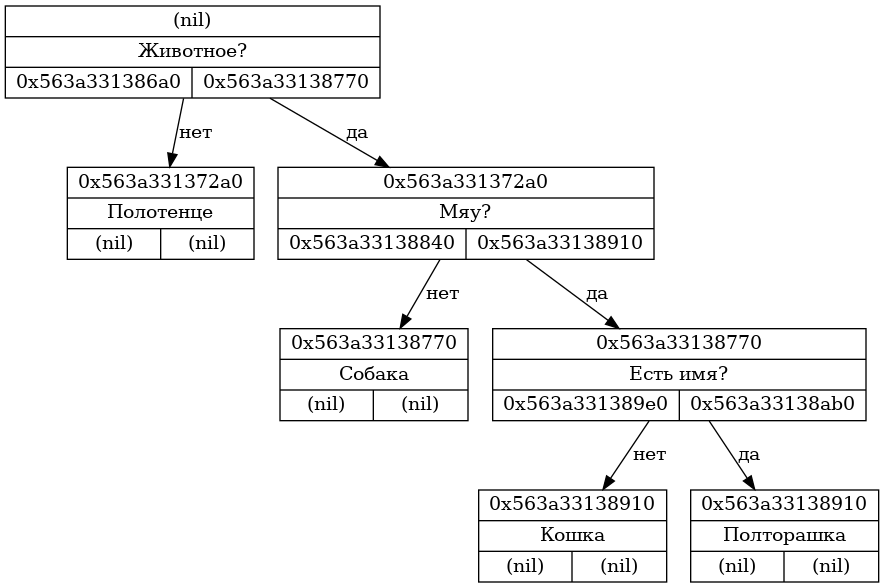 (nil)
Животное?
0x563a331386a0 0x563a33138770
нет да
0x563a331372a0 0x563a331372a0
Полотенце Мяу?
(nil) (nil) 0x563a33138840 0x563a33138910
нет да
0x563a33138770 0x563a33138770
Собака Есть имя?
(nil) (nil) 0x563a331389e0 0x563a33138ab0
нет да
0x563a33138910 0x563a33138910
Кошка Полторашка
(nil) (nil) (nil) (nil)